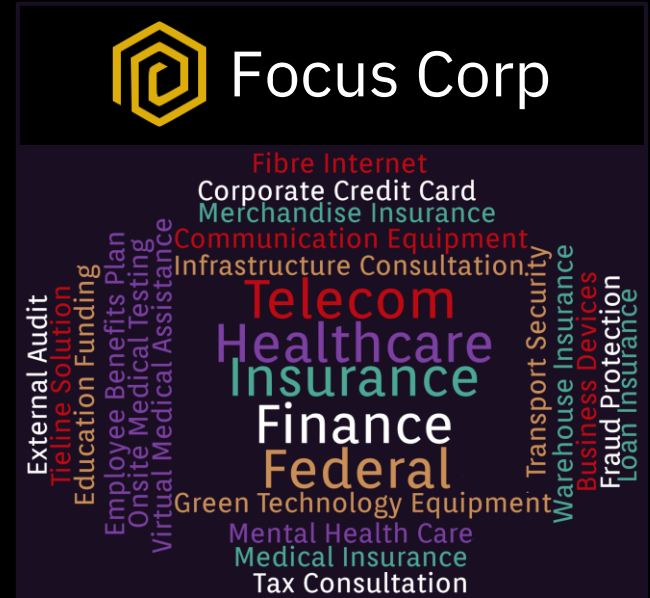 Focus Corp
Fibre Internet
Corporate Credit Card
Merchandise Insurance
Communication Equipment
Infrastructure Consultation
Telecom
Healthcare
Insurance
Finance
Federal
Green Technology Equipment
Mental Health Care
Medical Insurance
Tax Consultation
External Audit
Tieline Solution
Education Funding
Employee Benefits Plan
Onsite Medical Testing
Virtual Medical Assistance
Transport Security
Warehouse Insurance
Business Devices
Fraud Protection
Loan Insurance